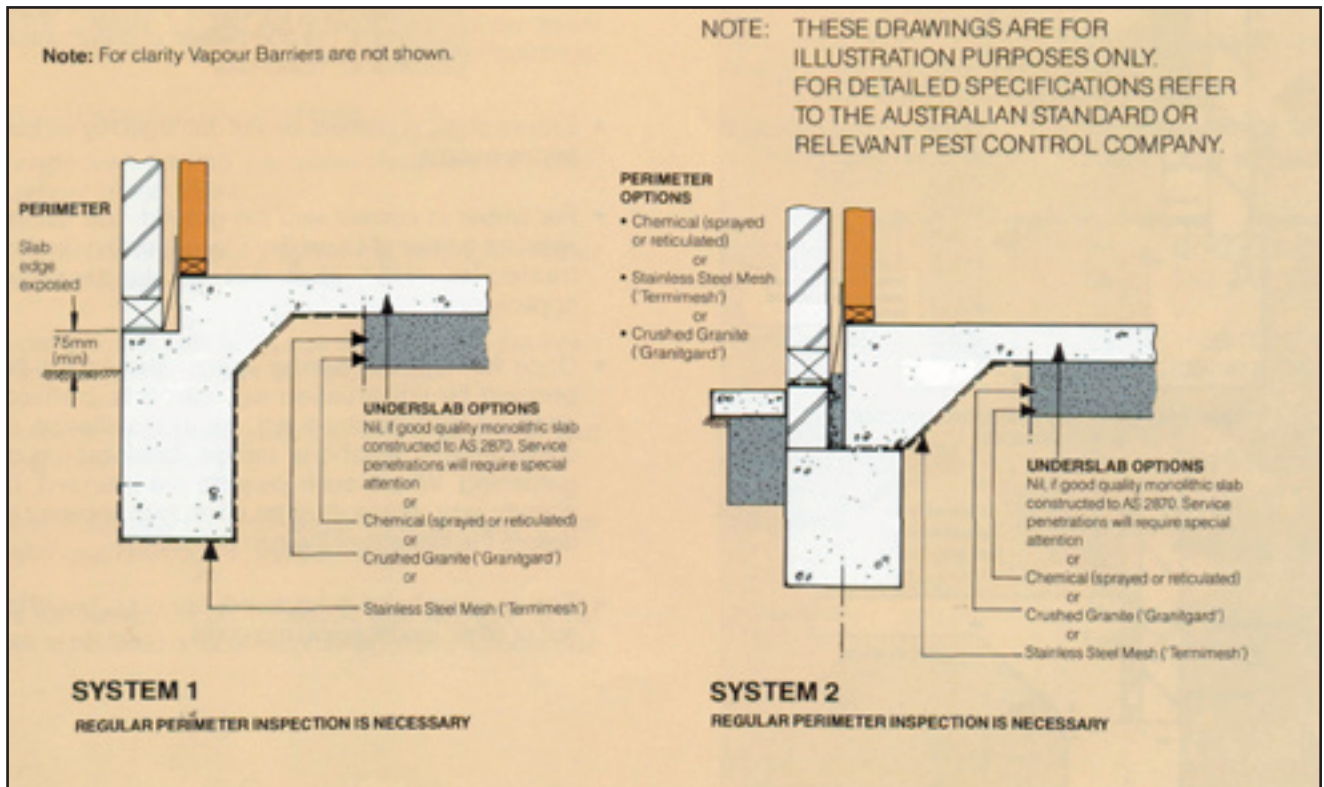 Note: For clarity Vapour Barriers are not shown.
NOTE: THESE DRAWINGS ARE FOR
ILLUSTRATION PURPOSES ONLY.
FOR DETAILED SPECIFICATIONS REFER
TO THE AUSTRALIAN STANDARD OR
RELEVANT PEST CONTROL COMPANY.
PERIMETER
Slab
edge
exposed
75mm
(min)
UNDERSLAB OPTIONS
Nil, if good quality monolithic slab
constructed to AS 2870. Service
penetrations will require special
attention
or
Chemical (sprayed or reticulated)
or
Crushed Granite ('Granitgard')
or
Stainless Steel Mesh ('Termimesh')
SYSTEM 1
REGULAR PERIMETER INSPECTION IS NECESSARY
PERIMETER
OPTIONS
• Chemical (sprayed
or reticulated)
or
• Stainless Steel Mesh
('Termimesh')
or
• Crushed Granite
('Granitgard')
UNDERSLAB OPTIONS
Nil, if good quality monolithic slab
constructed to AS 2870. Service
penetrations will require special
attention
or
Chemical (sprayed or reticulated)
or
Crushed Granite ('Granitgard')
or
Stainless Steel Mesh ('Termimesh')
SYSTEM 2
REGULAR PERIMETER INSPECTION IS NECESSARY